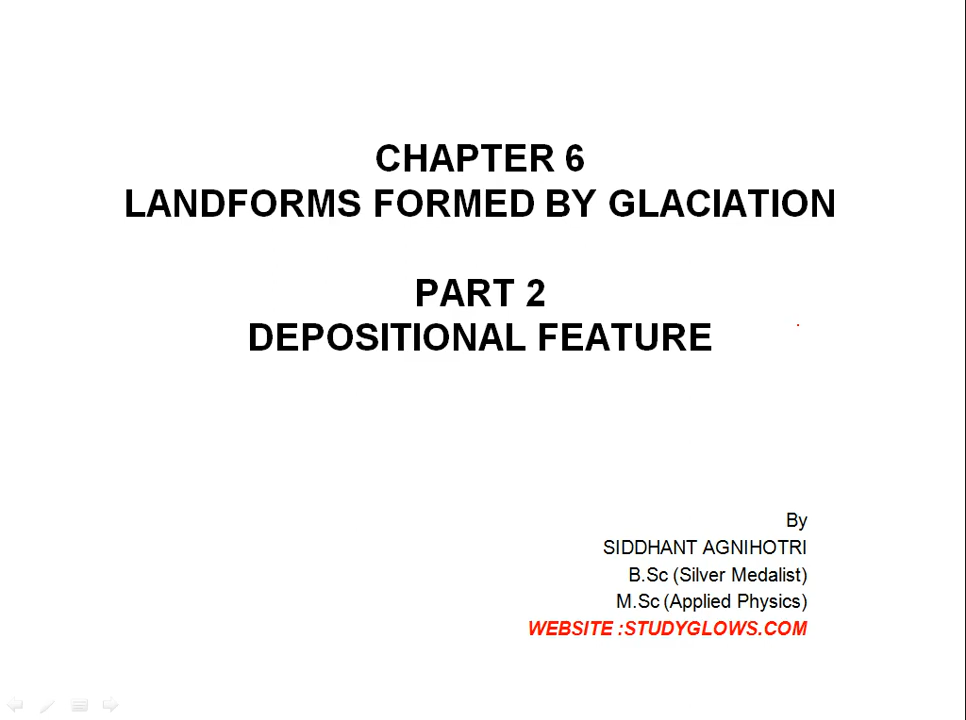 CHAPTER 6
LANDFORMS FORMED BY GLACIATION
PART 2
DEPOSITIONAL FEATURE
By
SIDDHANT AGNIHOTRI
B.Sc (Silver Medalist)
M.Sc (Applied Physics)
WEBSITE :STUDYGLOWS.COM